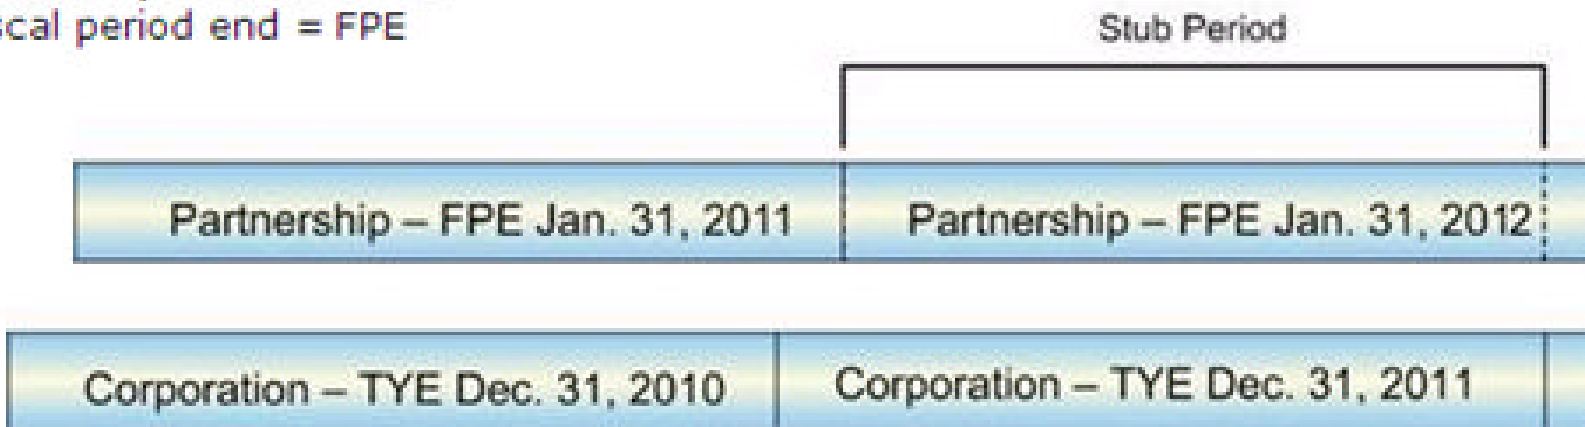 period end = FPE
Stub Period
Partnership – FPE Jan. 31, 2011
Partnership – FPE Jan. 31, 2012
Corporation – TYE Dec. 31, 2010
Corporation – TYE Dec. 31, 2011